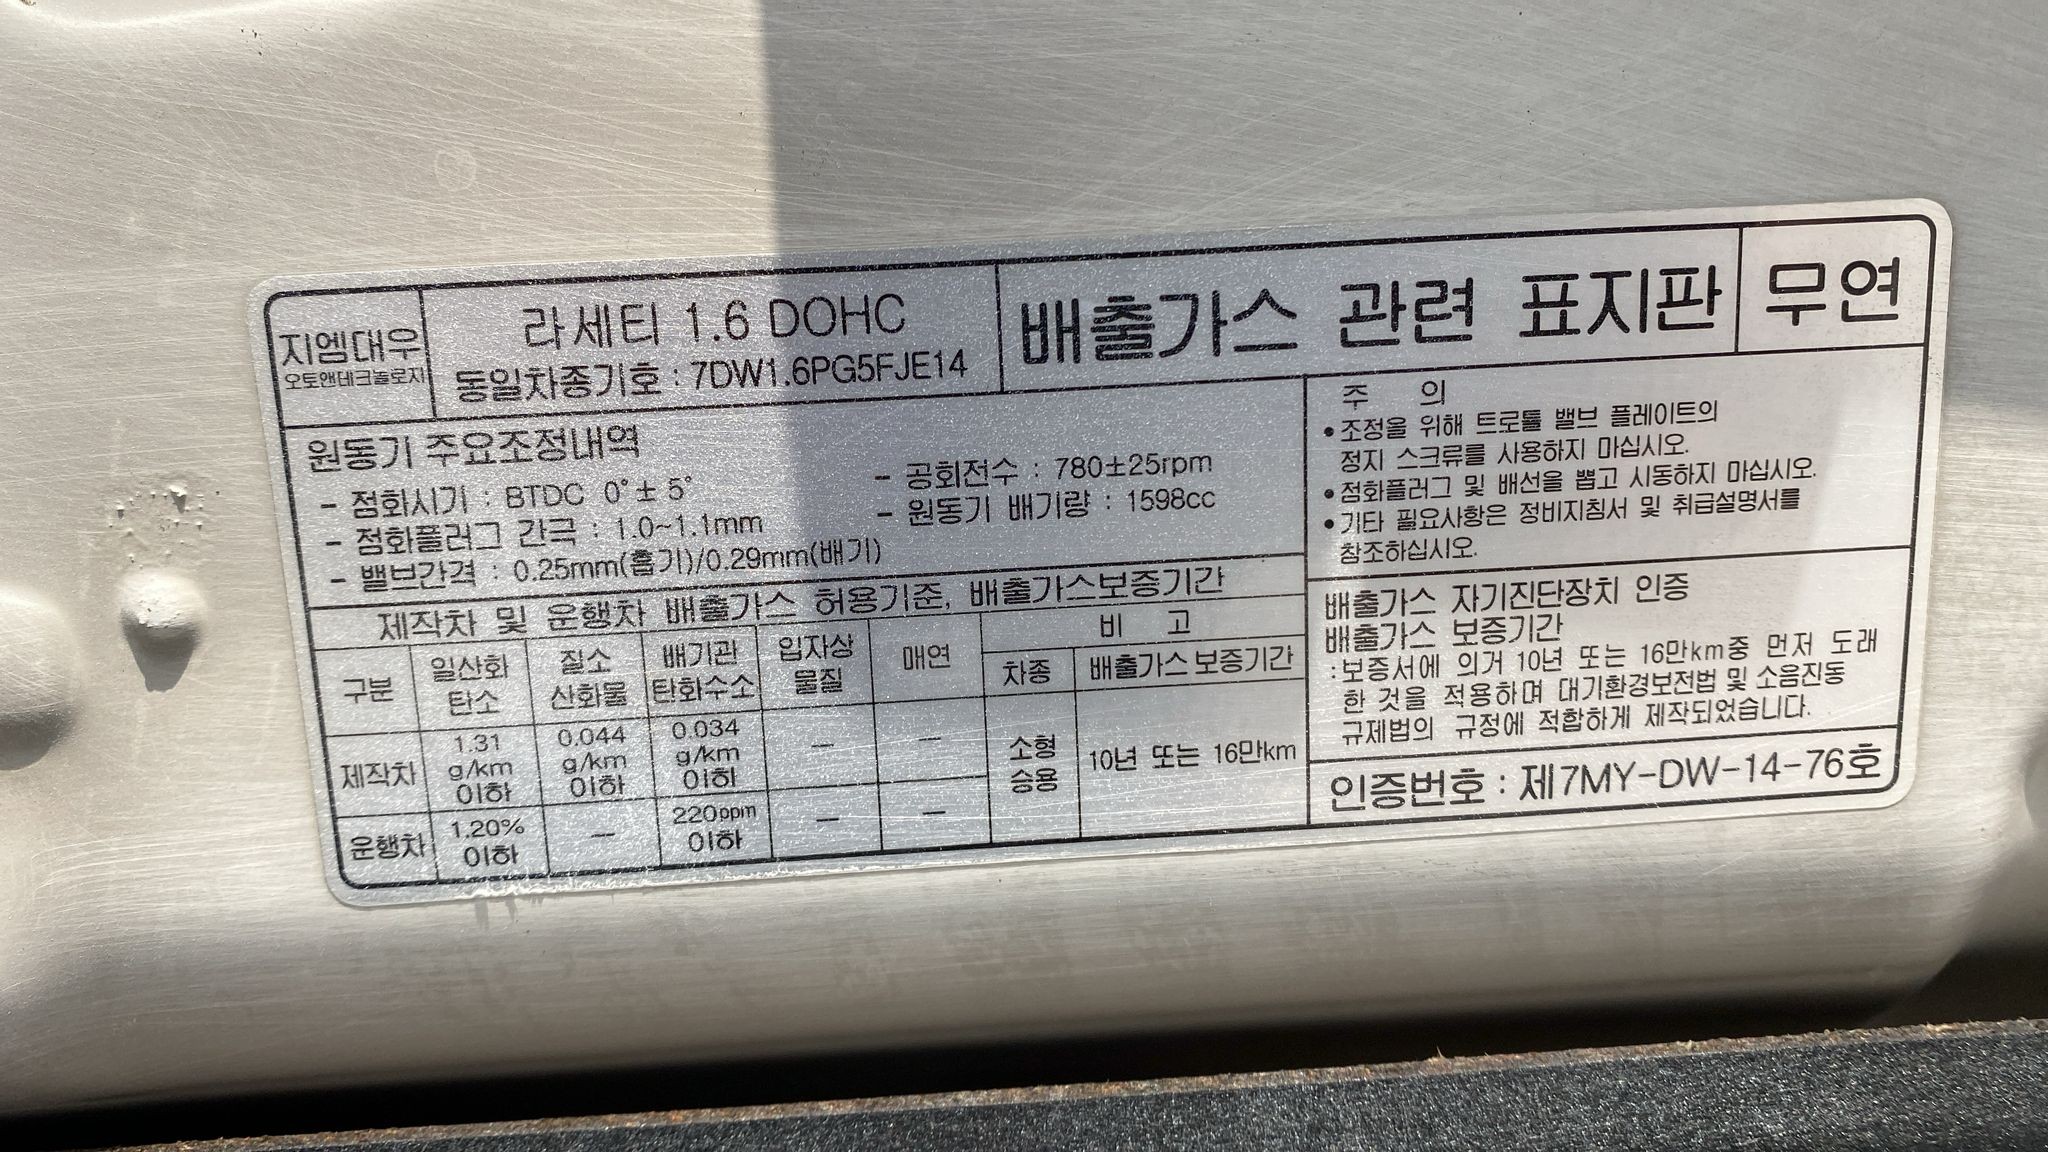 지엠대우
오토앤테크놀로지
라세티 1.6 DOHC
동일차종기호 : 7DW1.6PG5FJE14
배출가스 관련 표지판
무연
원동기 주요조정내역
- 점화시기 : BTDC 0°± 5°
- 점화플러그 간극 : 1.0~1.1mm
- 밸브간격 : 0.25mm(흡기)/0.29mm(배기)
- 공회전수 : 780±25rpm
- 원동기 배기량 : 1598cc
제작차 및 운행차 배출가스 허용기준, 배출가스보증기간
구분
일산화
탄소
질소
산화물
배기관
탄화수소
입자상
물질
매연
비 고
차종
배출가스 보증기간
제작차
1.31
g/km
이하
0.044
g/km
이하
0.034
g/km
이하
—
—
소형
승용
10년 또는 16만km
운행차
1.20%
이하
—
220ppm
이하
—
—
주 의
•조정을 위해 트로틀 밸브 플레이트의
정지 스크류를 사용하지 마십시오.
•점화플러그 및 배선을 뽑고 시동하지 마십시오.
•기타 필요사항은 정비지침서 및 취급설명서를
참조하십시오.
배출가스 자기진단장치 인증
배출가스 보증기간
:보증서에 의거 10년 또는 16만km중 먼저 도래
한 것을 적용하며 대기환경보전법 및 소음진동
규제법의 규정에 적합하게 제작되었습니다.
인증번호 : 제7MY-DW-14-76호